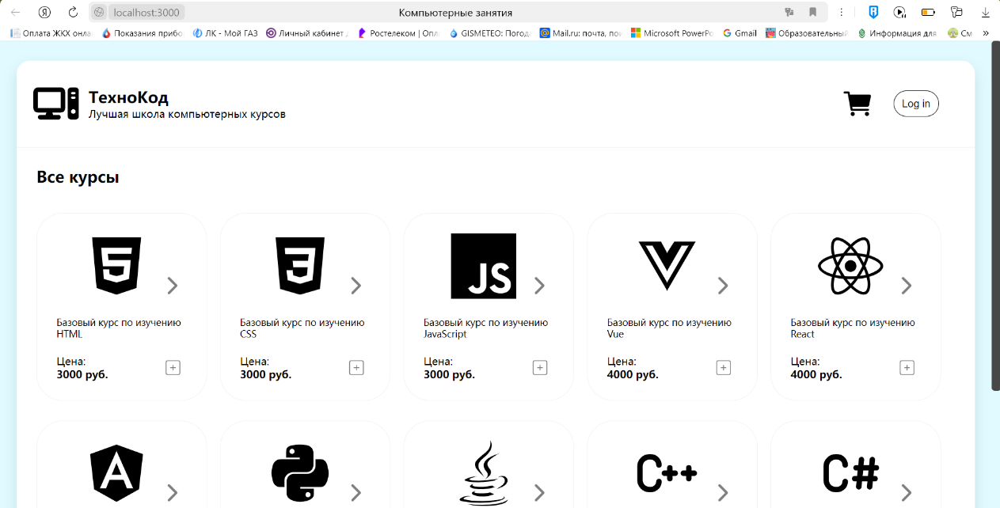 localhost:3000
Компьютерные занятия
Оплата ЖКХ онла
Показания прибо
ЛК - Мой ГАЗ
Личный кабинет
Ростелеком | Опл
GISMETEO: Погод
Mail.ru: почта, пои
Microsoft PowerPo
Gmail
Образовательный
Информация для
См
ТехноКод
Лучшая школа компьютерных курсов
Log in
Все курсы
5
3
JS
Базовый курс по изучению
HTML
Базовый курс по изучению
CSS
Базовый курс по изучению
JavaScript
Базовый курс по изучению
Vue
Базовый курс по изучению
React
Цена:
3000 руб.
Цена:
3000 руб.
Цена:
3000 руб.
Цена:
4000 руб.
Цена:
4000 руб.
A
C++
C#